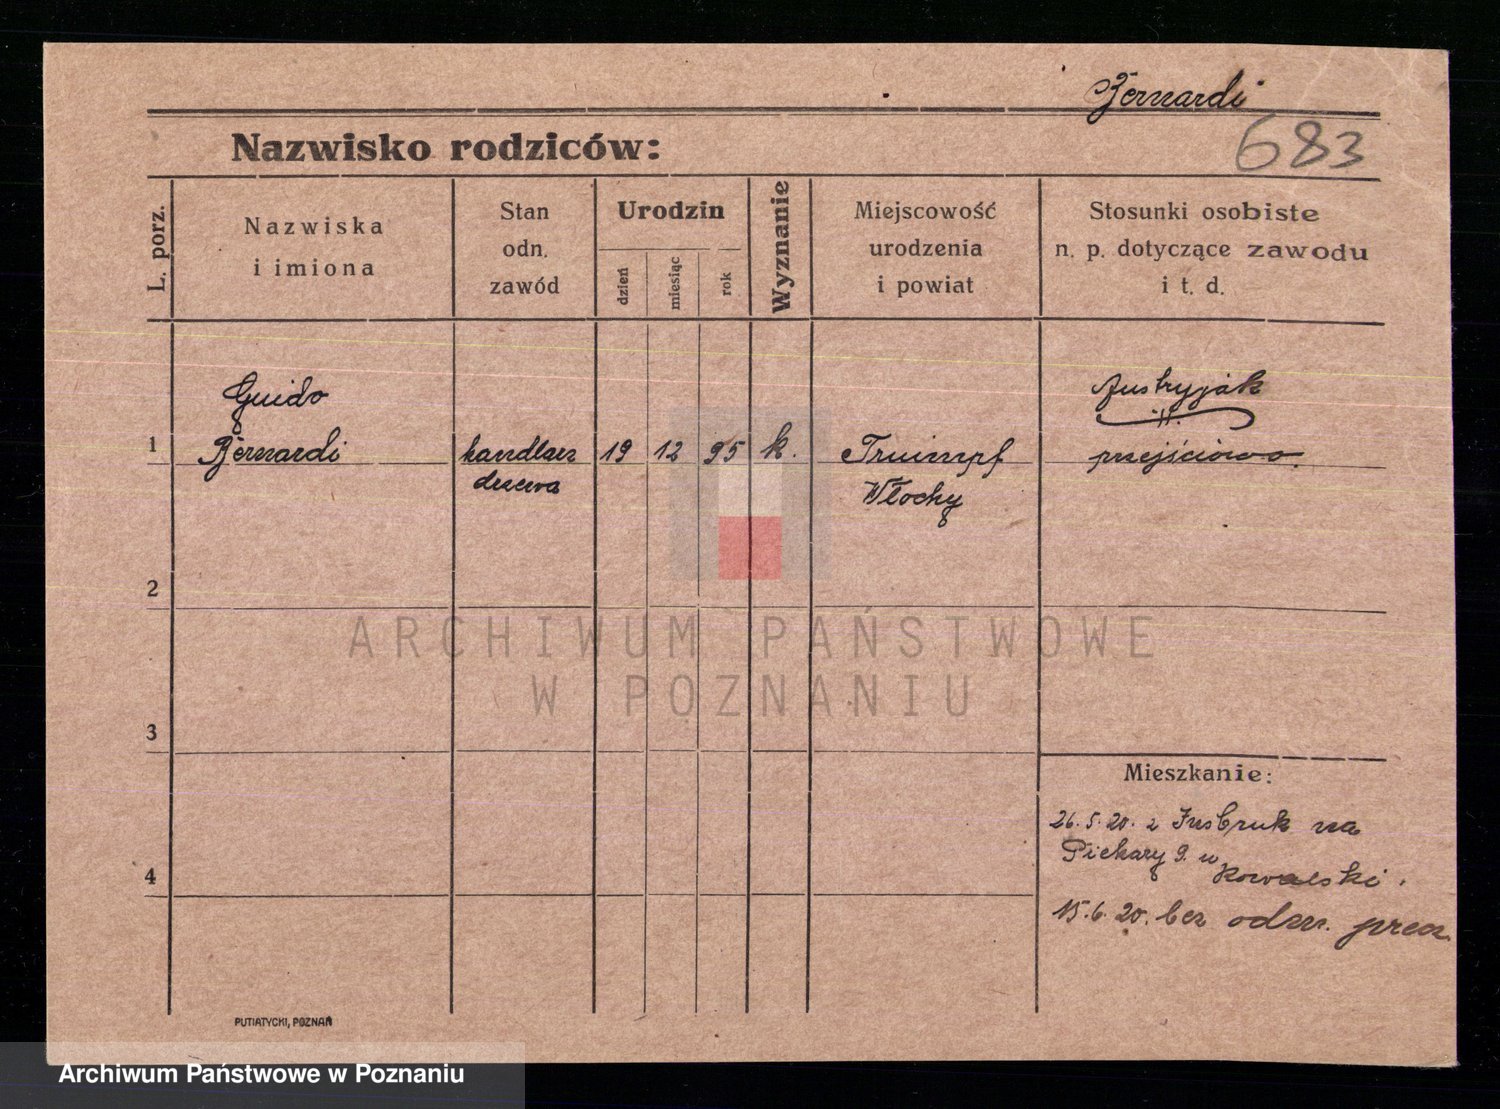 Bernardi
Nazwisko rodziców:
683
L. porz.
Nazwiska
i imiona
Stan
odn.
zawód
Urodzin
dzień
miesiąc
rok
Wyznanie
Miejscowość
urodzenia
i powiat
Stosunki osobiste
n. p. dotyczące zawodu
i t. d.
1
Guido
Bernardi
handlarz
drzewa
19 12 95 k.
Triumpf
Włochy
Austryjak
przejściowo.
2
3
4
Mieszkanie:
26.5.20. z Insbruk na
Piekary 9. u
Kowalski.
15.6.20. bez odm. precz
PUTIATYCKI, POZNAŃ
ARCHIWUM PAŃSTWOWE
W POZNANIU
Archiwum Państwowe w Poznaniu